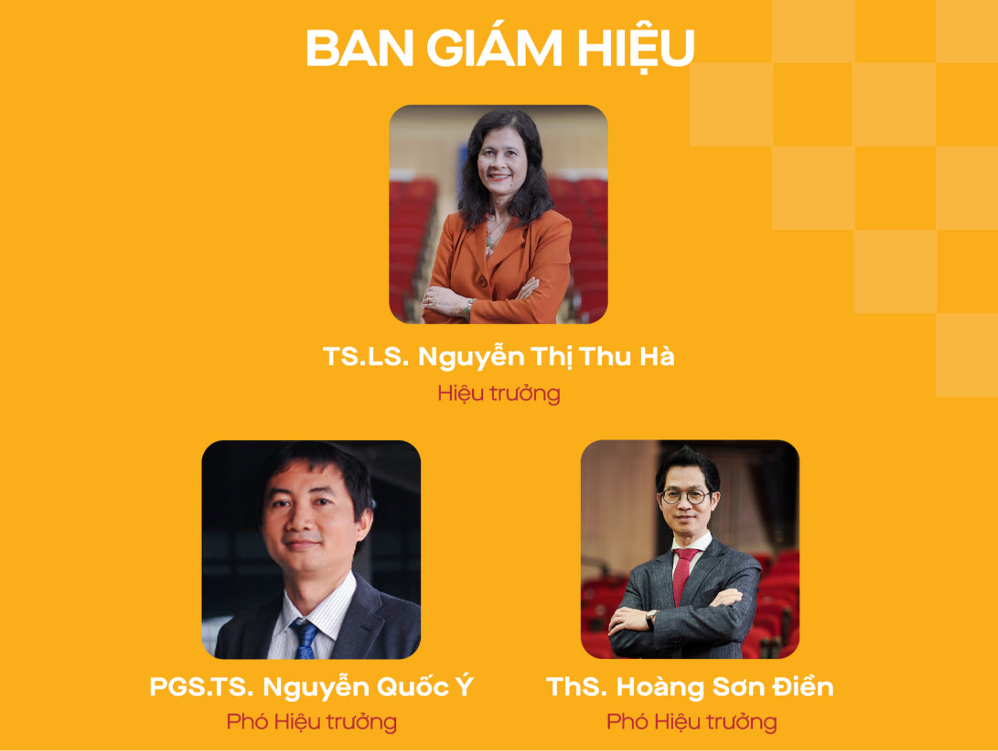 BAN GIÁM HIỆU
TS.LS. Nguyễn Thị Thu Hà
Hiệu trưởng
PGS.TS. Nguyễn Quốc Ý
Phó Hiệu trưởng
ThS. Hoàng Sơn Điền
Phó Hiệu trưởng